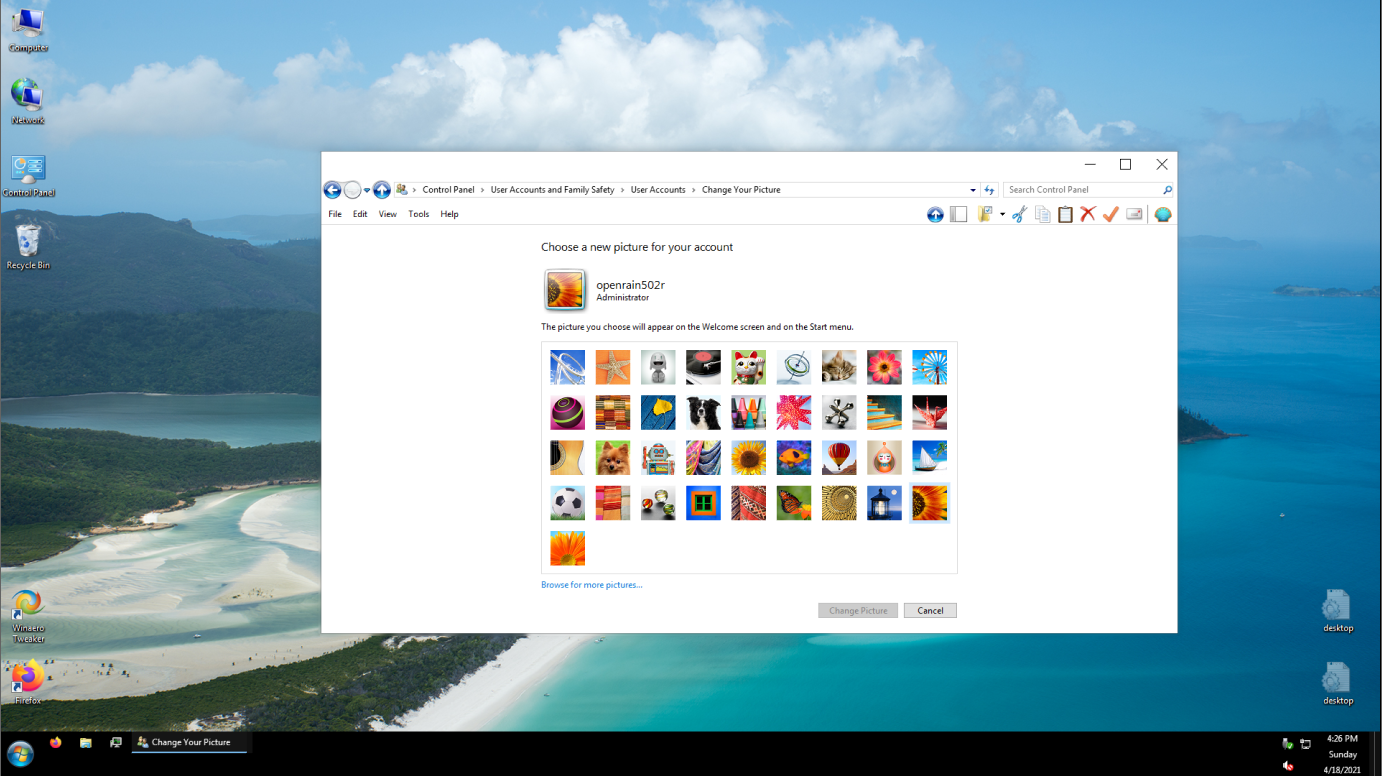 Computer
Network
Control Panel
Recycle Bin
Winaero
Tweaker
Firefox
Control Panel
User Accounts and Family Safety
User Accounts
Change Your Picture
Search Control Panel
File Edit View Tools Help
Choose a new picture for your account
openrain502r
Administrator
The picture you choose will appear on the Welcome screen and on the Start menu.
Browse for more pictures...
Change Picture
Cancel
desktop
desktop
Change Your Picture
4:26 PM
Sunday
4/18/2021